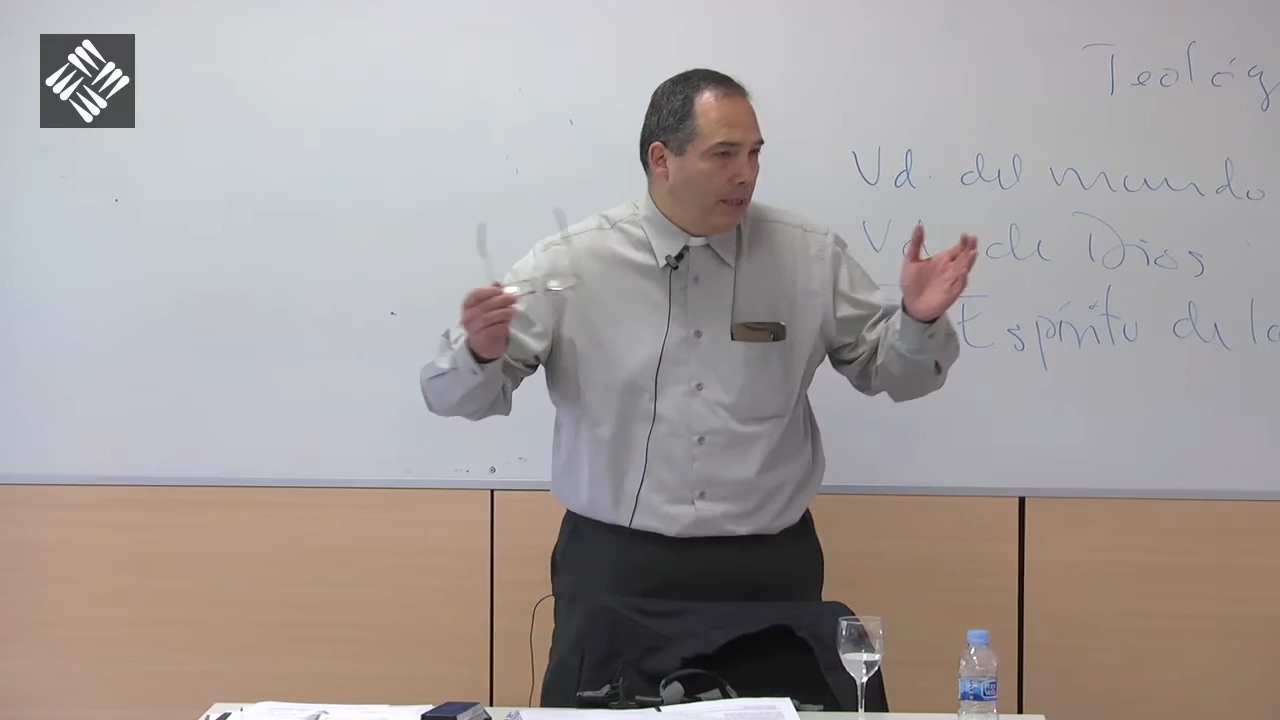 Teológ
Vd. del mundo
Vd. de Dios
Espíritu de la